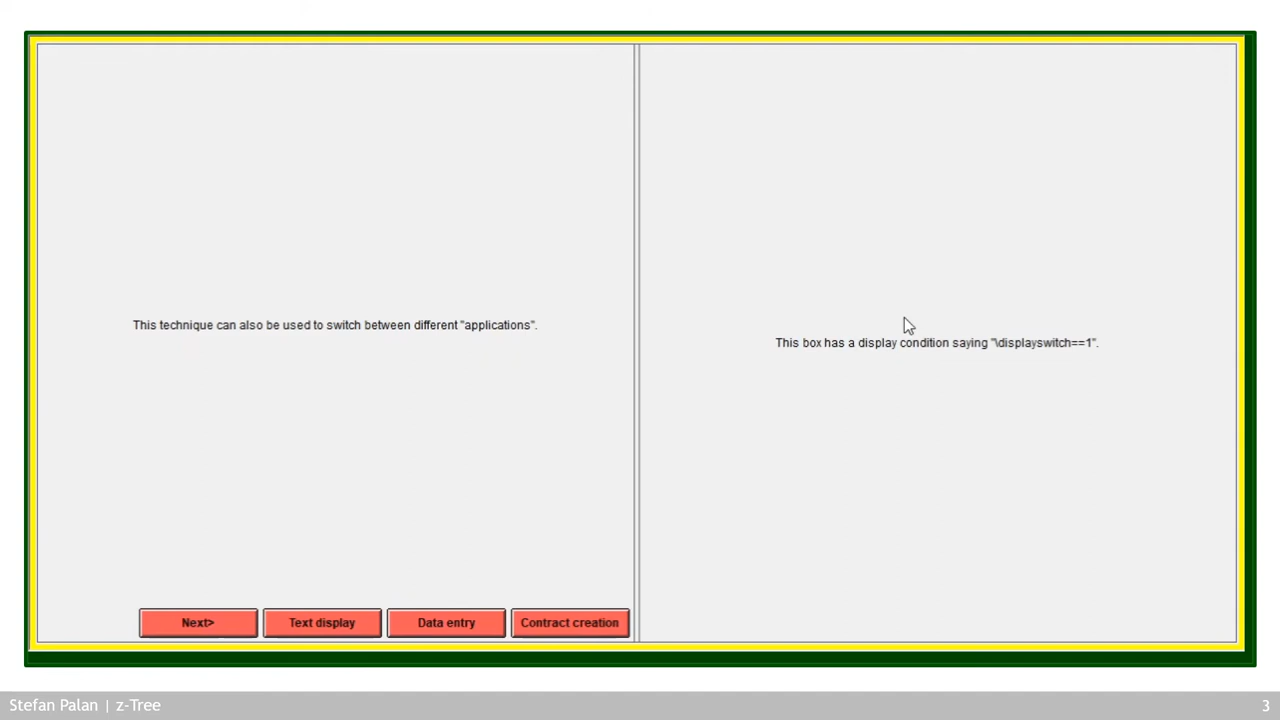 This technique can also be used to switch between different "applications".
This box has a display condition saying "\displayswitch==1".
Next>
Text display
Data entry
Contract creation
Stefan Palan | z-Tree
3